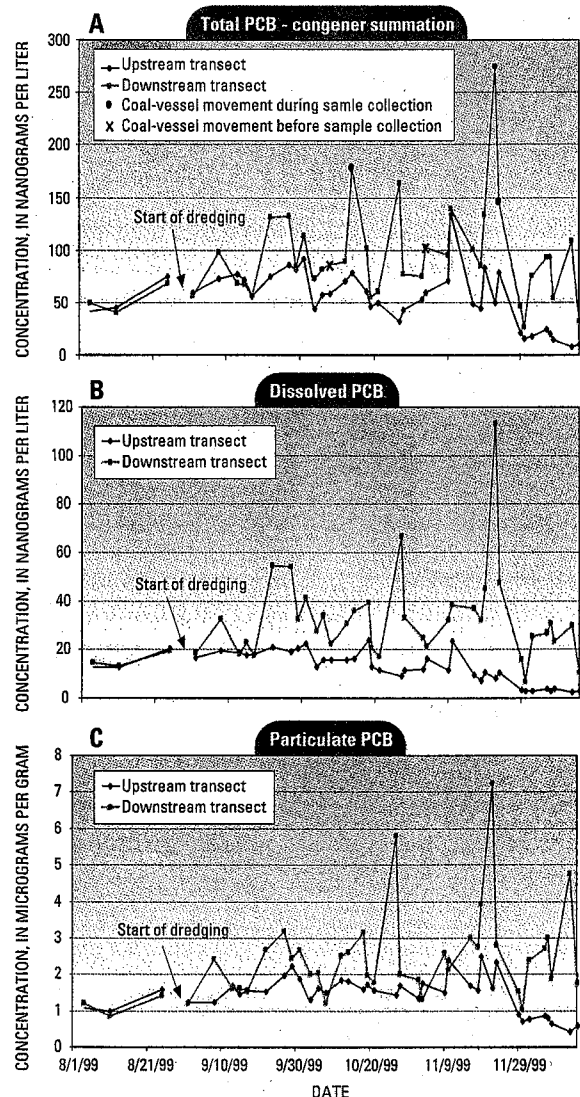 A
Total PCB - congener summation
CONCENTRATION, IN NANOGRAMS PER LITER
300
250
200
150
100
50
0
Upstream transect
Downstream transect
Coal-vessel movement during samle collection
Coal-vessel movement before sample collection
Start of dredging
B
Dissolved PCB
CONCENTRATION, IN NANOGRAMS PER LITER
120
100
80
60
40
20
0
Upstream transect
Downstream transect
Start of dredging
C
Particulate PCB
CONCENTRATION, IN MICROGRAMS PER GRAM
8
7
6
5
4
3
2
1
0
Upstream transect
Downstream transect
Start of dredging
8/1/99 8/21/99 9/10/99 9/30/99 10/20/99 11/9/99 11/29/99
DATE